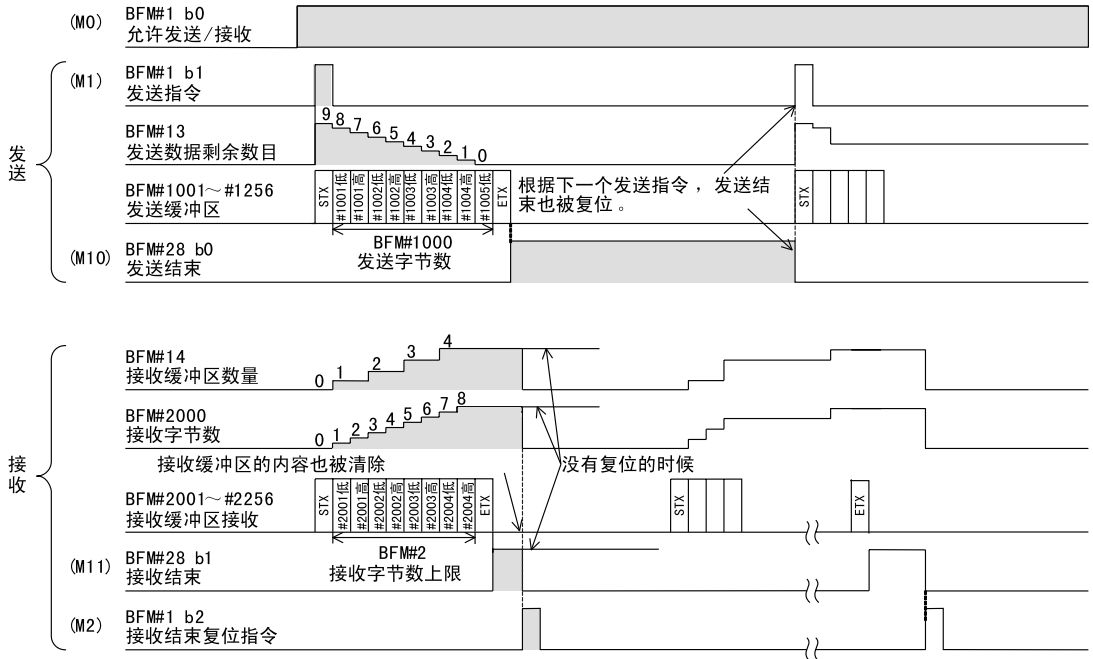 (M0) BFM#1 b0
允许发送/接收
发送
(M1) BFM#1 b1
发送指令
BFM#13
发送数据剩余数目
9 8 7 6 5 4 3 2 1 0
BFM#1001～#1256
发送缓冲区
STX #1001低 #1001高 #1002低 #1002高 #1003低 #1003高 #1004低 #1004高 #1005低 ETX
根据下一个发送指令，发送结
束也被复位。
STX
BFM#1000
发送字节数
(M10) BFM#28 b0
发送结束
接收
BFM#14
接收缓冲区数量
0 1 2 3 4
BFM#2000
接收字节数
0 1 2 3 4 5 6 7 8
接收缓冲区的内容也被清除
没有复位的时候
BFM#2001～#2256
接收缓冲区接收
STX #2001低 #2001高 #2002低 #2002高 #2003低 #2003高 #2004低 #2004高 ETX
STX
ETX
BFM#2
接收字节数上限
(M11) BFM#28 b1
接收结束
(M2) BFM#1 b2
接收结束复位指令